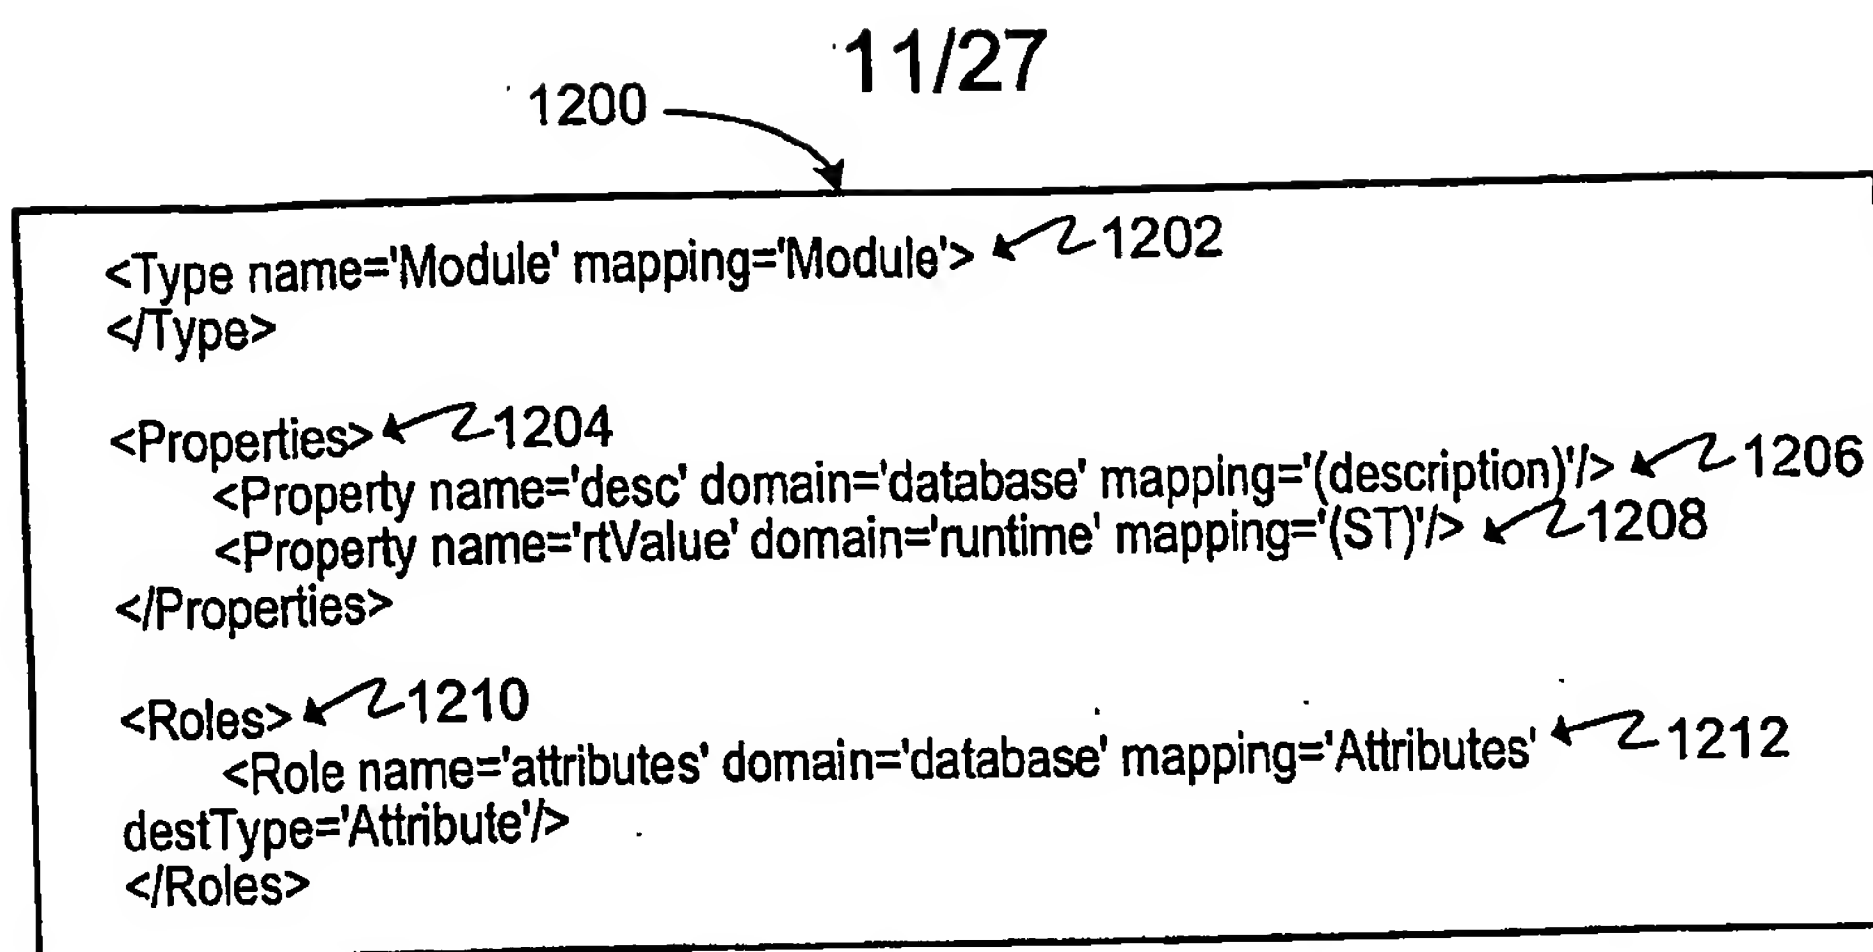 11/27
1200
<Type name='Module' mapping='Module'> 1202
</Type>
<Properties> 1204
<Property name='desc' domain='database' mapping='(description)'/> 1206
<Property name='rtValue' domain='runtime' mapping='(ST)'/> 1208
</Properties>
<Roles> 1210
<Role name='attributes' domain='database' mapping='Attributes' 1212
destType='Attribute'/>
</Roles>